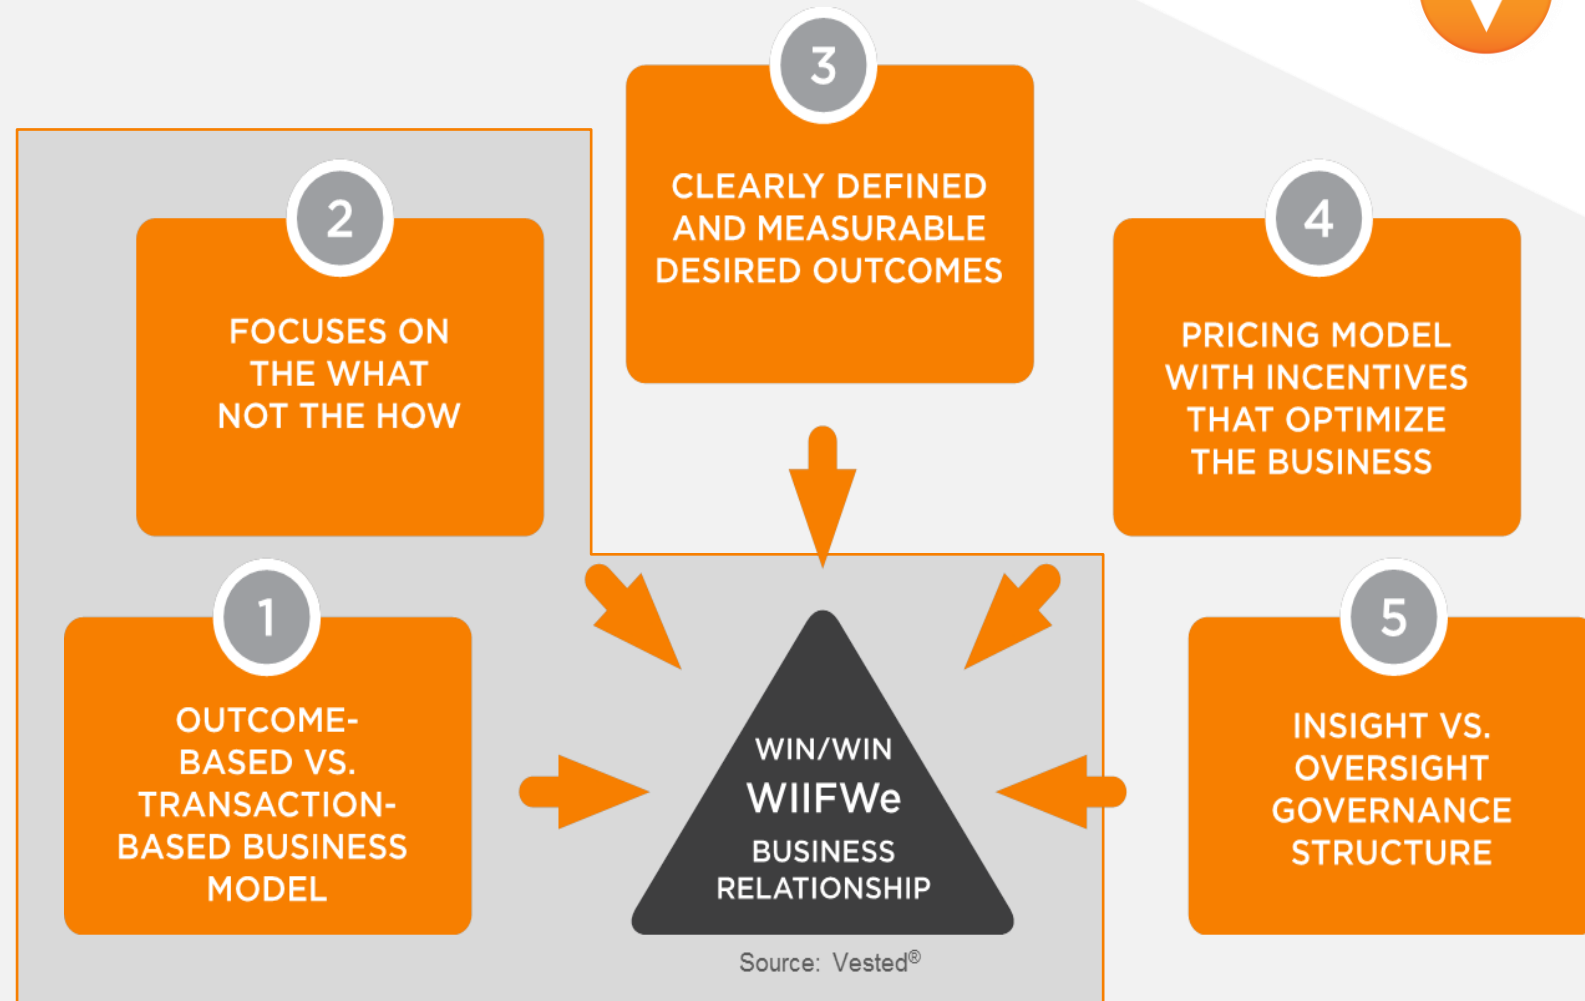 1
OUTCOME-
BASED VS.
TRANSACTION-
BASED BUSINESS
MODEL
2
FOCUSES ON
THE WHAT
NOT THE HOW
3
CLEARLY DEFINED
AND MEASURABLE
DESIRED OUTCOMES
4
PRICING MODEL
WITH INCENTIVES
THAT OPTIMIZE
THE BUSINESS
5
INSIGHT VS.
OVERSIGHT
GOVERNANCE
STRUCTURE
WIN/WIN
WIIFWe
BUSINESS
RELATIONSHIP
Source: Vested®